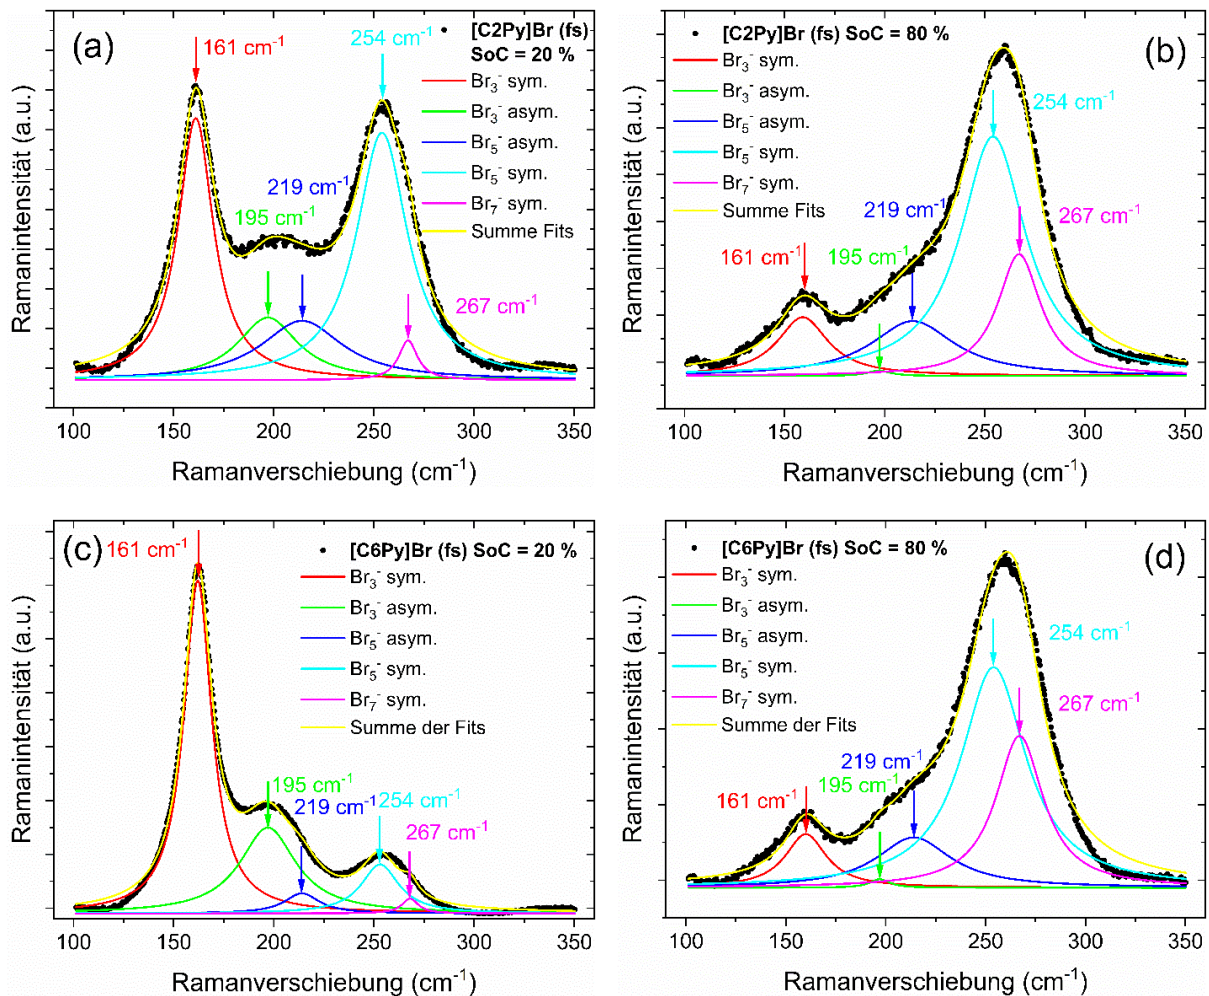 (a)
161 cm⁻¹
254 cm⁻¹
[C2Py]Br (fs)
SoC = 20 %
Br₃⁻ sym.
Br₃⁻ asym.
Br₅⁻ asym.
Br₅⁻ sym.
Br₇⁻ sym.
Summe Fits
219 cm⁻¹
195 cm⁻¹
267 cm⁻¹
Ramanintensität (a.u.)
100 150 200 250 300 350
Ramanverschiebung (cm⁻¹)
(b)
[C2Py]Br (fs) SoC = 80 %
Br₃⁻ sym.
Br₃⁻ asym.
Br₅⁻ asym.
Br₅⁻ sym.
Br₇⁻ sym.
Summe Fits
254 cm⁻¹
219 cm⁻¹
267 cm⁻¹
161 cm⁻¹
195 cm⁻¹
Ramanintensität (a.u.)
100 150 200 250 300 350
Ramanverschiebung (cm⁻¹)
(c)
161 cm⁻¹
[C6Py]Br (fs) SoC = 20 %
Br₃⁻ sym.
Br₃⁻ asym.
Br₅⁻ asym.
Br₅⁻ sym.
Br₇⁻ sym.
Summe der Fits
195 cm⁻¹
219 cm⁻¹
254 cm⁻¹
267 cm⁻¹
Ramanintensität (a.u.)
100 150 200 250 300 350
Ramanverschiebung (cm⁻¹)
(d)
[C6Py]Br (fs) SoC = 80 %
Br₃⁻ sym.
Br₃⁻ asym.
Br₅⁻ asym.
Br₅⁻ sym.
Br₇⁻ sym.
Summe der Fits
254 cm⁻¹
267 cm⁻¹
219 cm⁻¹
195 cm⁻¹
161 cm⁻¹
Ramanintensität (a.u.)
100 150 200 250 300 350
Ramanverschiebung (cm⁻¹)